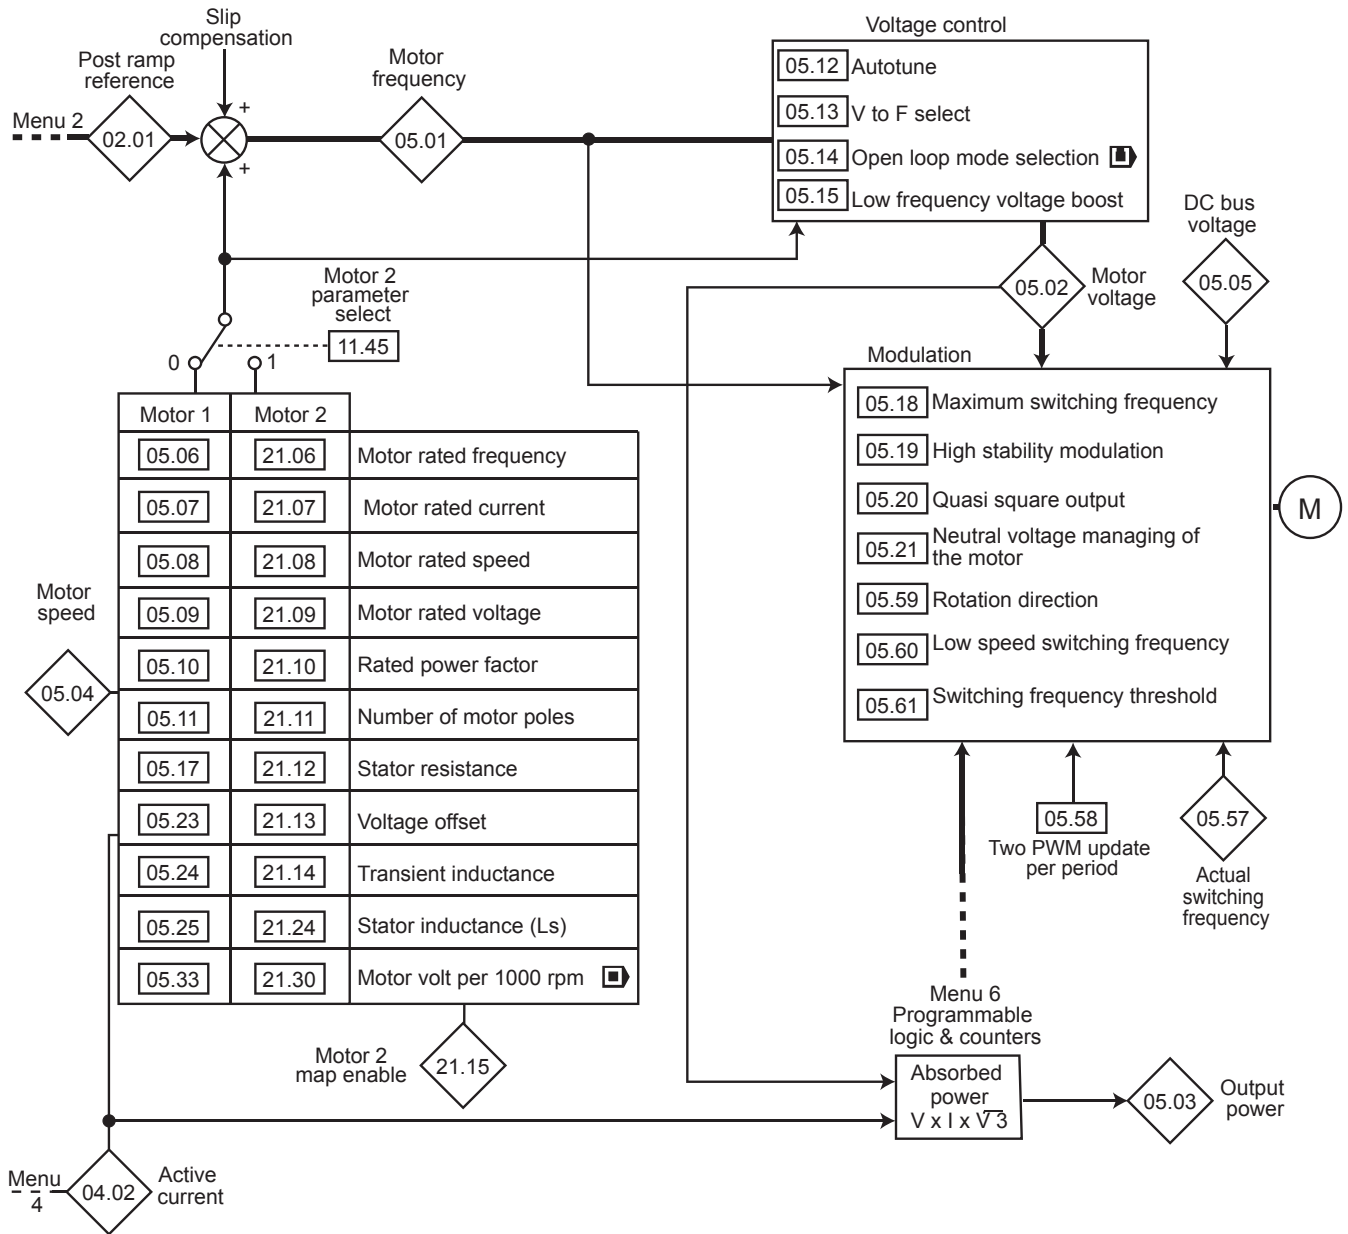 Slip
compensation
Voltage control
Post ramp
reference
Motor
frequency
Menu 2
02.01
+
+
05.01
05.12 Autotune
05.13 V to F select
05.14 Open loop mode selection
05.15 Low frequency voltage boost
DC bus
voltage
05.02
Motor
voltage
05.05
Motor 2
parameter
select
11.45
0
1
Modulation
05.18 Maximum switching frequency
05.19 High stability modulation
05.20 Quasi square output
05.21 Neutral voltage managing of
the motor
05.59 Rotation direction
05.60 Low speed switching frequency
05.61 Switching frequency threshold
M
Motor 1 Motor 2
05.06 21.06 Motor rated frequency
05.07 21.07 Motor rated current
05.08 21.08 Motor rated speed
05.09 21.09 Motor rated voltage
05.10 21.10 Rated power factor
05.11 21.11 Number of motor poles
05.17 21.12 Stator resistance
05.23 21.13 Voltage offset
05.24 21.14 Transient inductance
05.25 21.24 Stator inductance (Ls)
05.33 21.30 Motor volt per 1000 rpm
Motor
speed
05.04
05.58
Two PWM update
per period
05.57
Actual
switching
frequency
Motor 2
map enable
21.15
Menu 6
Programmable
logic & counters
Absorbed
power
V x I x √3
05.03
Output
power
Menu
4
04.02
Active
current